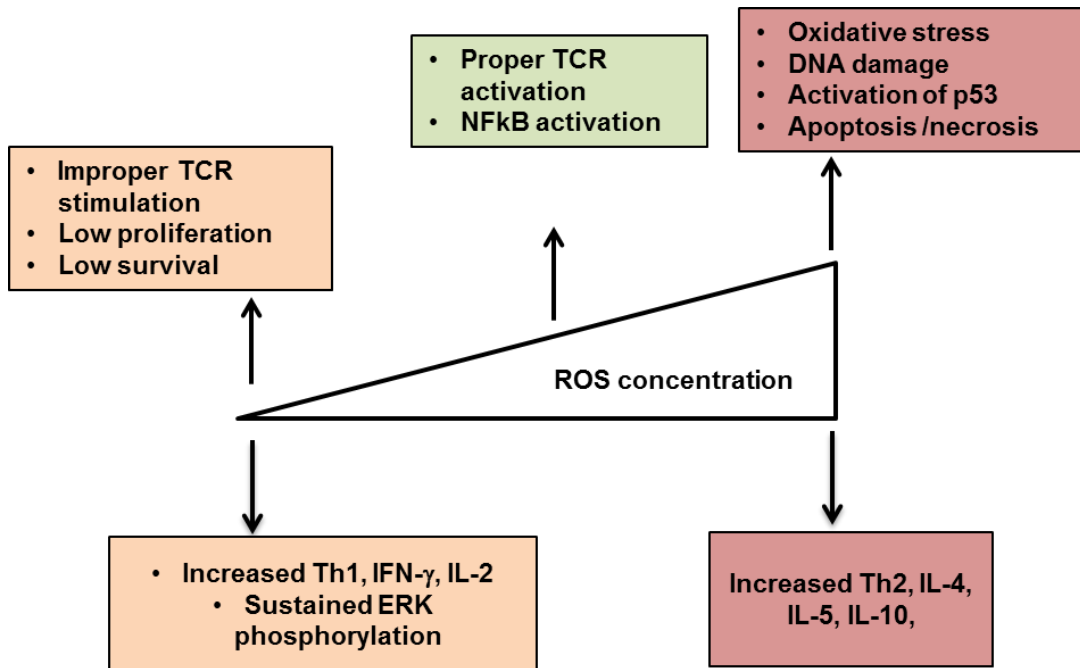 • Oxidative stress
• DNA damage
• Activation of p53
• Apoptosis /necrosis
• Proper TCR
activation
• NFkB activation
• Improper TCR
stimulation
• Low proliferation
• Low survival
ROS concentration
• Increased Th1, IFN-γ, IL-2
• Sustained ERK
phosphorylation
Increased Th2, IL-4,
IL-5, IL-10,